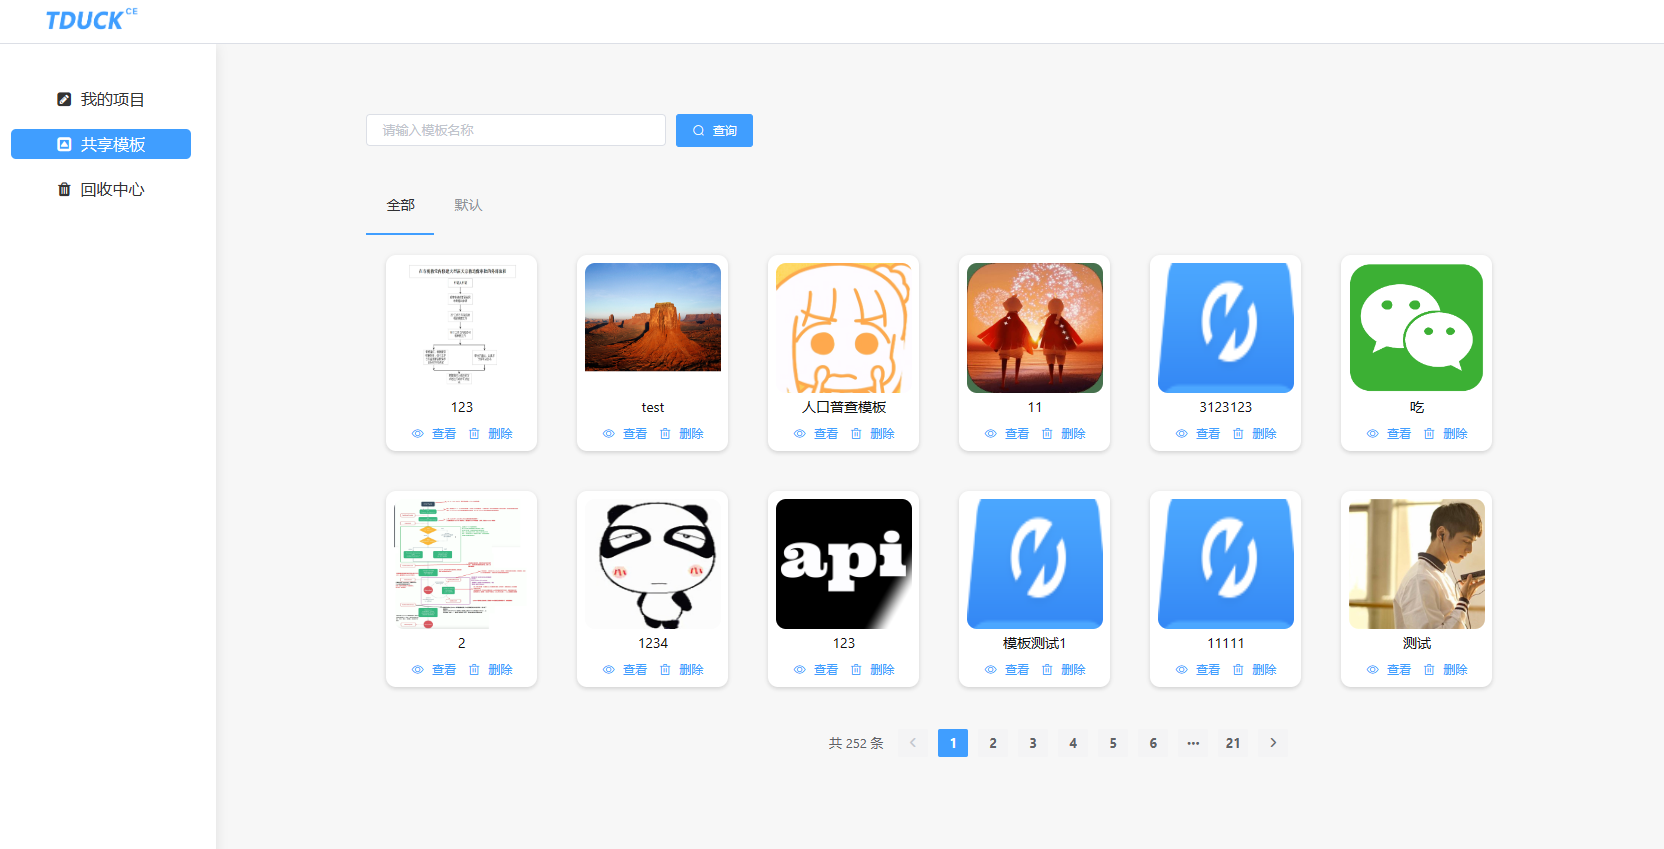 TDUCK CE
我的项目
共享模板
回收中心
请输入模板名称
查询
全部 默认
123
查看 删除
test
查看 删除
人口普查模板
查看 删除
11
查看 删除
3123123
查看 删除
吃
查看 删除
2
查看 删除
1234
查看 删除
api
123
查看 删除
模板测试1
查看 删除
11111
查看 删除
测试
查看 删除
共 252 条 1 2 3 4 5 6 ··· 21